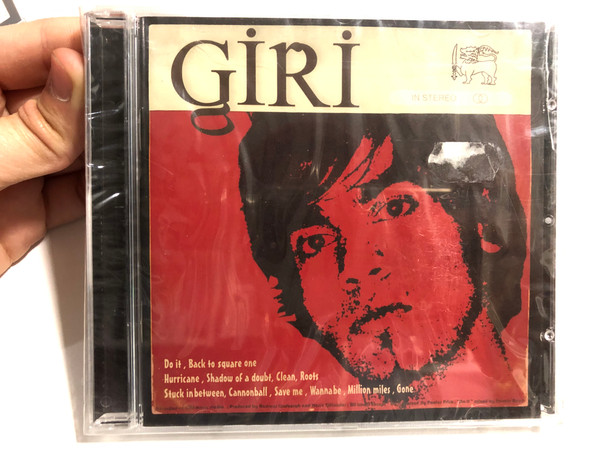 GiRi
IN STEREO
Do it , Back to square one
Hurricane , Shadow of a doubt, Clean, Roots
Stuck in between, Cannonball , Save me , Wannabe , Million miles , Gone